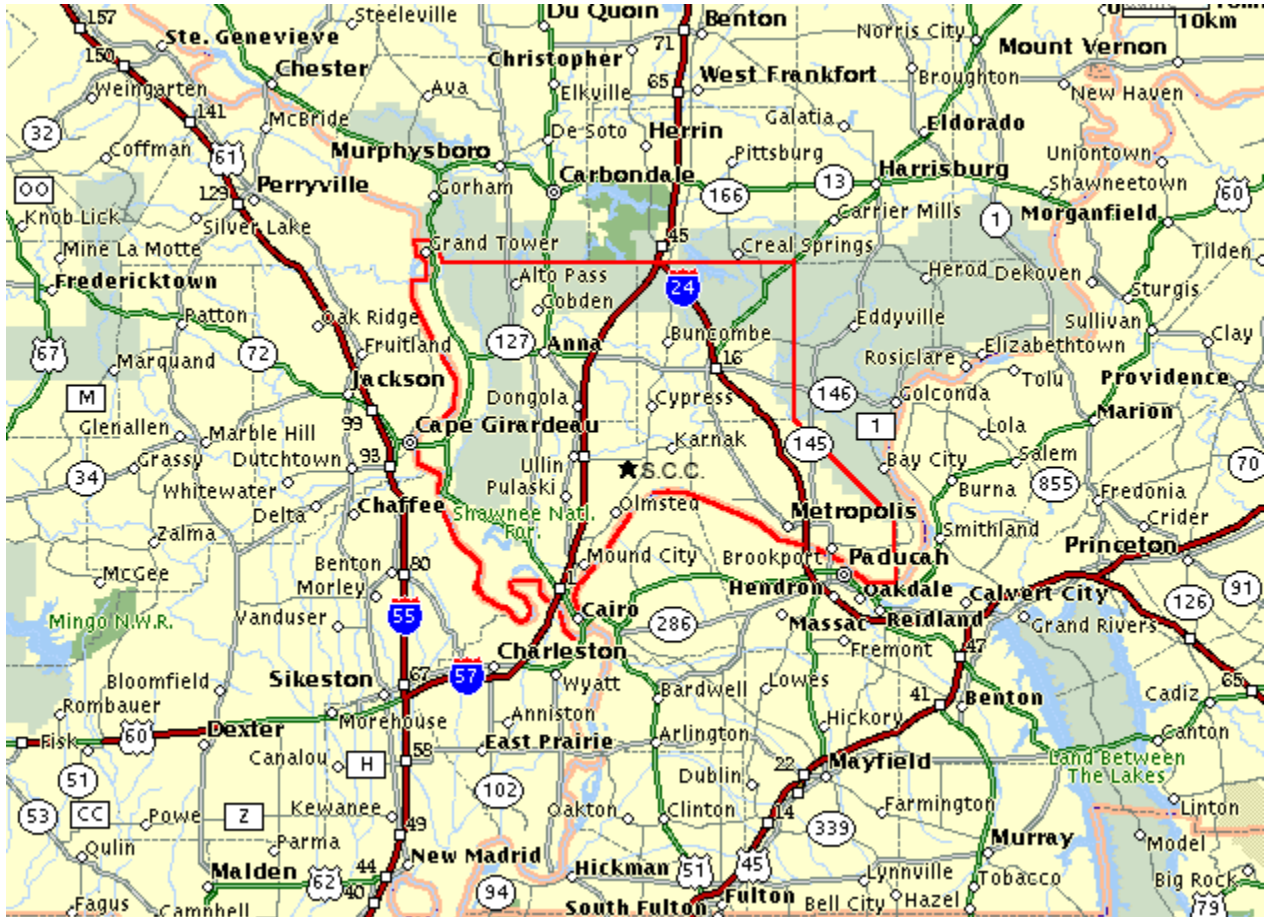 157
Steeleville
Du Quoin
Benton
10km
Ste. Genevieve
71
Norris City
Mount Vernon
150
Chester
Christopher
65
West Frankfort
Broughton
Weingarten
Ava
Elkville
New Haven
141
McBride
Galatia
Eldorado
32
De Soto
Herrin
Coffman
61
Murphysboro
Pittsburg
Uniontown
OO
129
Perryville
Gorham
Carbondale
166
13
Harrisburg
Shawneetown
60
Knob Lick
Silver Lake
Carrier Mills
1
Morganfield
Mine La Motte
Grand Tower
45
Creal Springs
Tilden
Fredericktown
Alto Pass
24
Herod
Dekoven
Sturgis
Patton
Oak Ridge
Cobden
Eddyville
Sullivan
67
72
Fruitland
127
Anna
Buncombe
Rosiclare
Elizabethtown
Clay
Marquand
16
Tolu
Providence
M
Jackson
Dongola
Cypress
146
Golconda
Marion
99
Cape Girardeau
1
Glenallen
Marble Hill
Karnak
145
Lola
34
Grassy
Dutchtown
93
Ullin
S.C.C.
Bay City
Salem
70
Whitewater
Pulaski
Burna
855
Delta
Chaffee
Shawnee Natl.
For.
Olmsted
Metropolis
Fredonia
Zalma
Smithland
Crider
Benton
80
Mound City
Brookport
Paducah
Princeton
McGee
Morley
1
Hendron
Oakdale
Calvert City
91
Mingo N.W.R.
Vanduser
55
Cairo
286
Massac
Reidland
Grand Rivers
126
Charleston
Fremont
47
Bloomfield
Sikeston
67
57
Wyatt
Bardwell
Lowes
41
Benton
Cadiz
65
Rombauer
Morehouse
Anniston
Hickory
Canton
Fisk
60
Dexter
58
East Prairie
Arlington
Land Between
The Lakes
51
Canalou
H
22
Mayfield
102
Dublin
53
CC
Powe
Z
Kewanee
Oakton
Clinton
Farmington
Linton
49
14
339
Qulin
Parma
Murray
Model
Malden
44
New Madrid
Hickman
51
45
Lynnville
Tobacco
Big Rock
62
40
94
Fulton
Fagus
Campbell
South Fulton
Bell City
Hazel
79